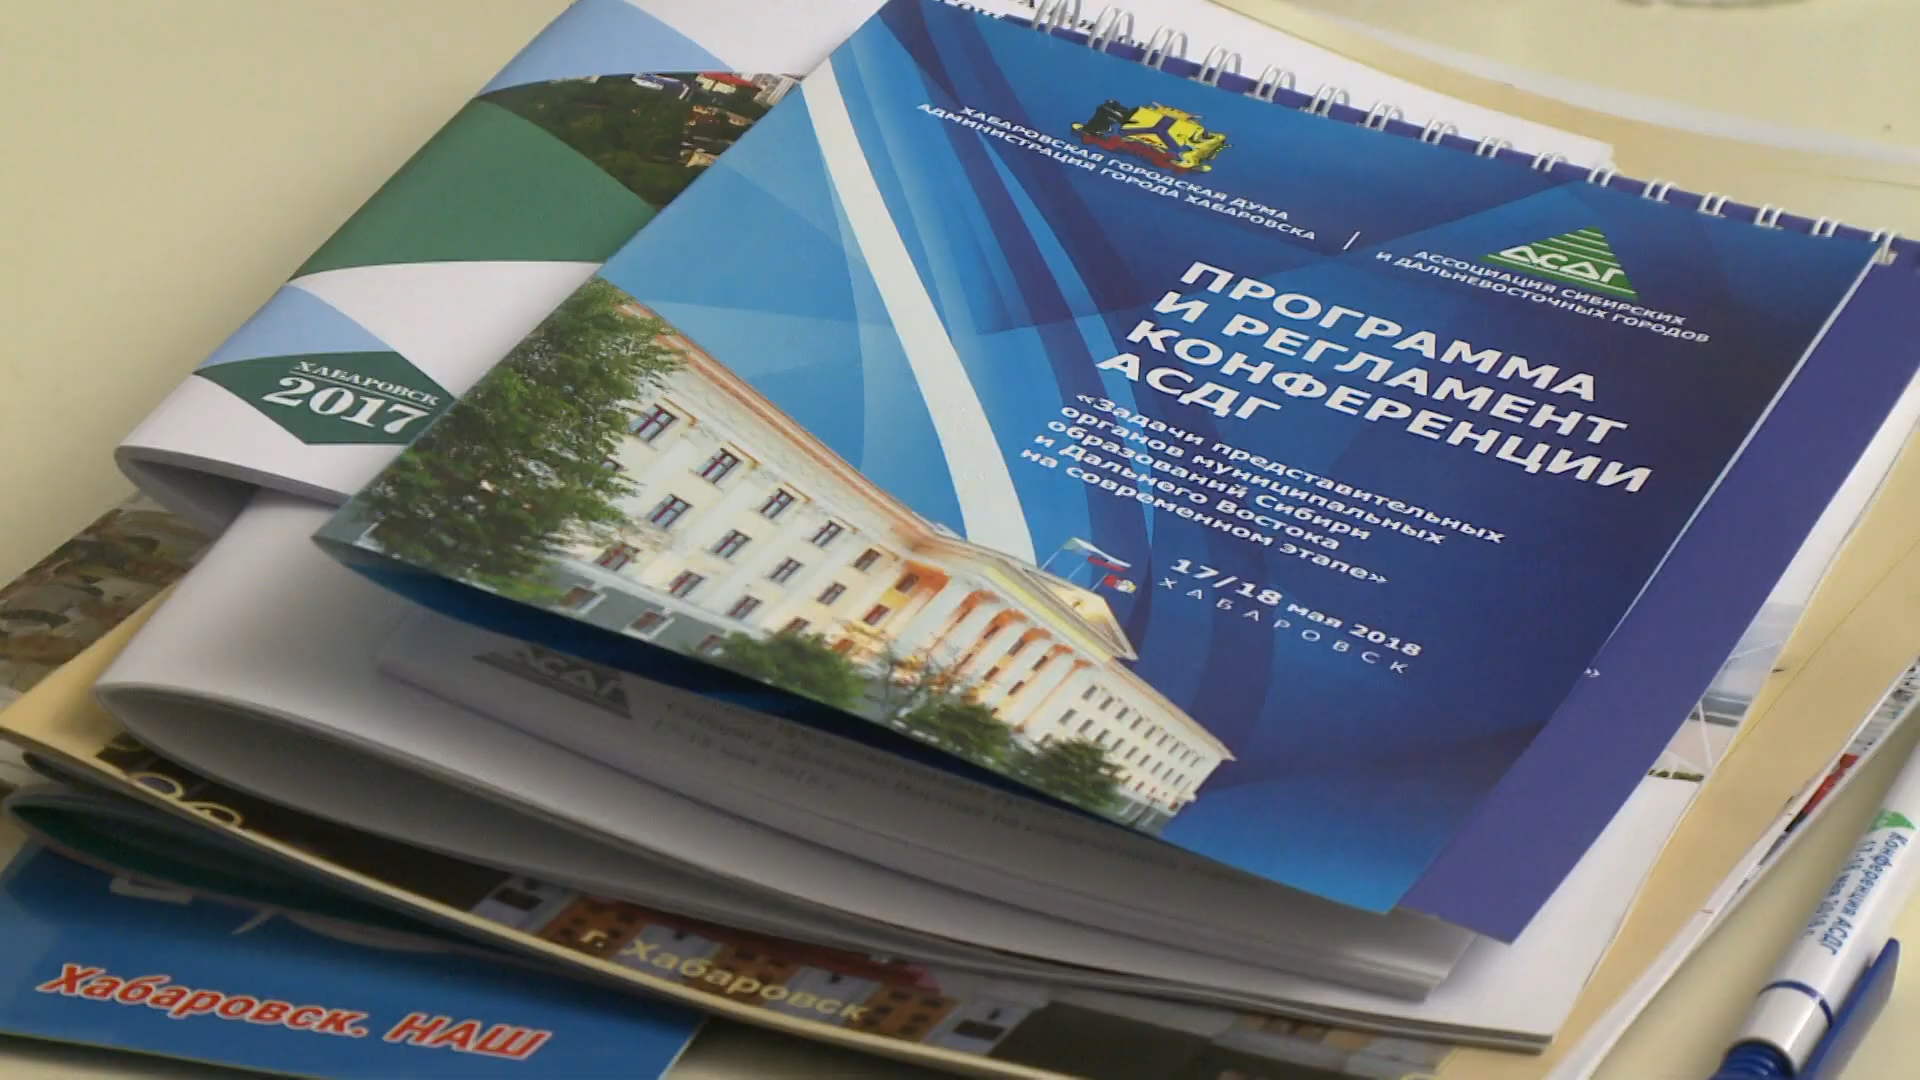 ХАБАРОВСКАЯ ГОРОДСКАЯ ДУМА
АДМИНИСТРАЦИЯ ГОРОДА ХАБАРОВСКА
АСДГ
АССОЦИАЦИЯ СИБИРСКИХ
И ДАЛЬНЕВОСТОЧНЫХ ГОРОДОВ
ПРОГРАММА
И РЕГЛАМЕНТ
КОНФЕРЕНЦИИ
АСДГ
«Задачи представительных
органов муниципальных
образований Сибири
и Дальнего Востока
на современном этапе»
17/18 мая 2018
ХАБАРОВСК
ХАБАРОВСК
2017
АСДГ
г. Хабаровск
Хабаровск. НАШ
Конференция АСДГ